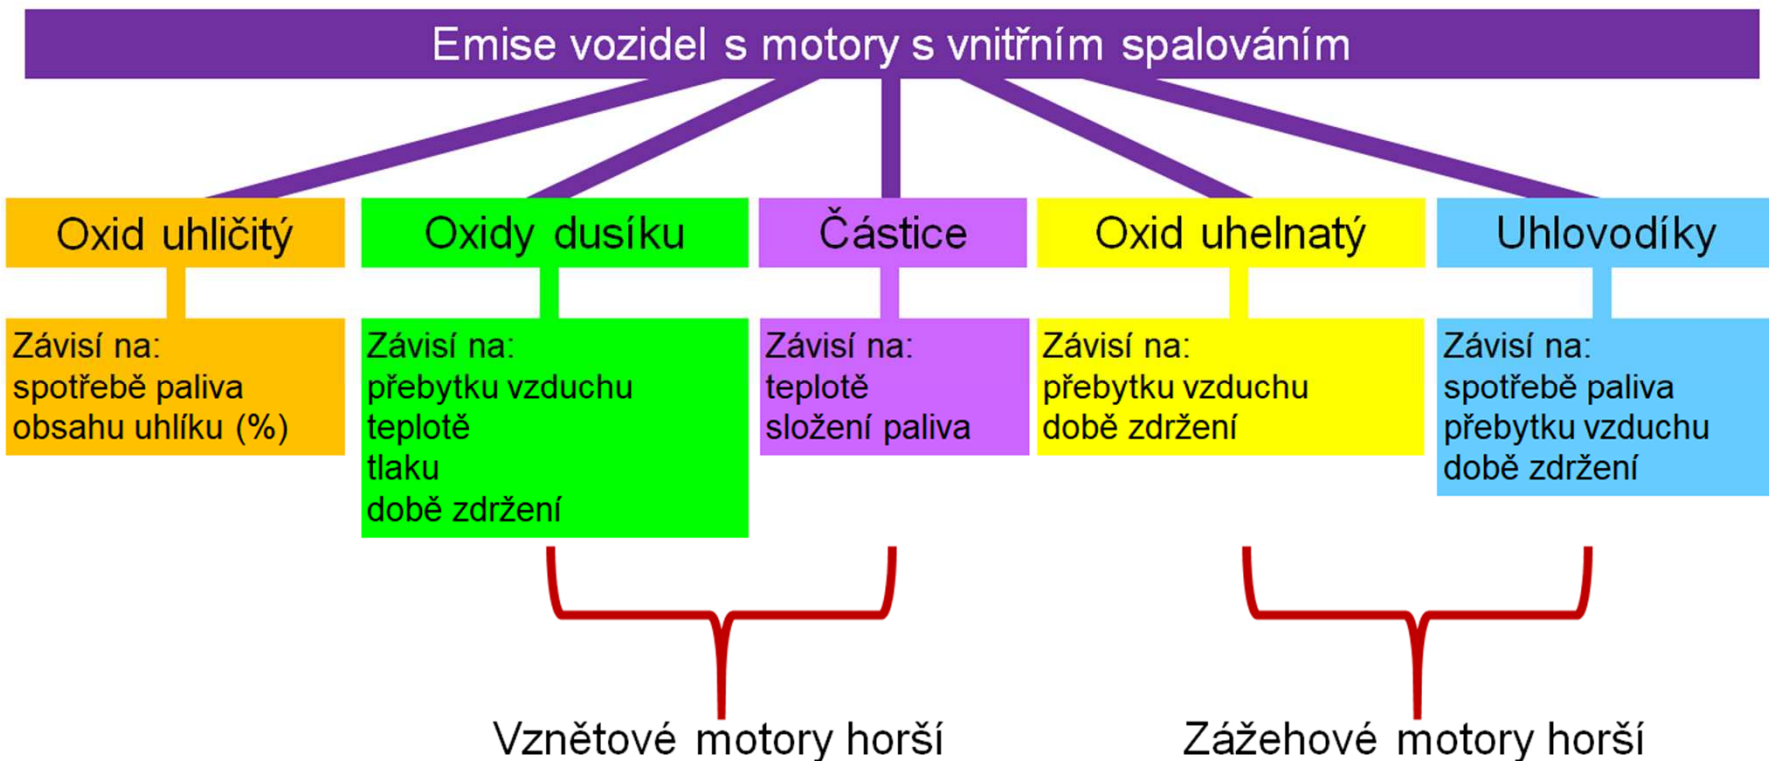 Emise vozidel s motory s vnitřním spalováním
Oxid uhličitý
Závisí na:
spotřebě paliva
obsahu uhlíku (%)
Oxidy dusíku
Závisí na:
přebytku vzduchu
teplotě
tlaku
době zdržení
Částice
Závisí na:
teplotě
složení paliva
Oxid uhelnatý
Závisí na:
přebytku vzduchu
době zdržení
Uhlovodíky
Závisí na:
spotřebě paliva
přebytku vzduchu
době zdržení
Vznětové motory horší
Zážehové motory horší